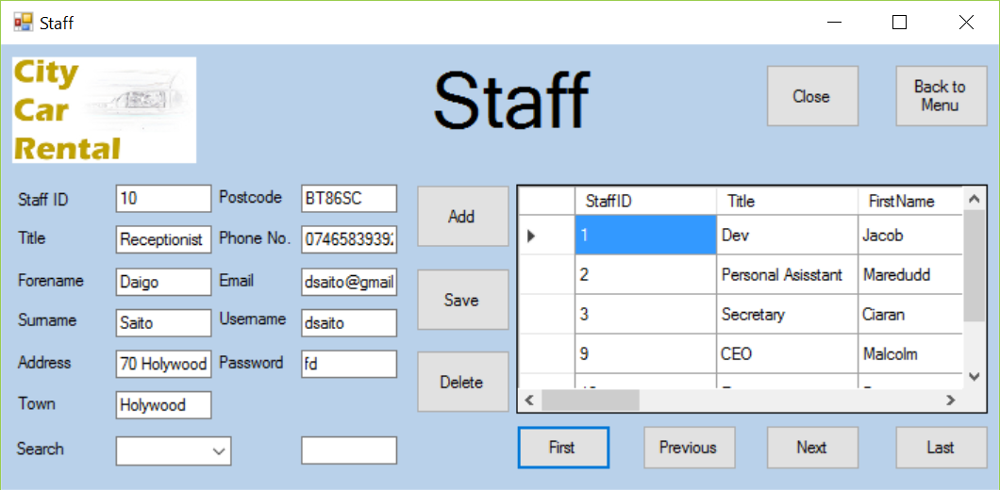 Staff
City
Car
Rental
Staff
Close
Back to
Menu
Staff ID 10 Postcode BT86SC
Title Receptionist Phone No. 0746583939
Forename Daigo Email dsaito@gmail
Surname Saito Username dsaito
Address 70 Holywood Password fd
Town Holywood
Search
Add
Save
Delete
StaffID Title FirstName
1 Dev Jacob
2 Personal Asisstant Maredudd
3 Secretary Ciaran
9 CEO Malcolm
First Previous Next Last